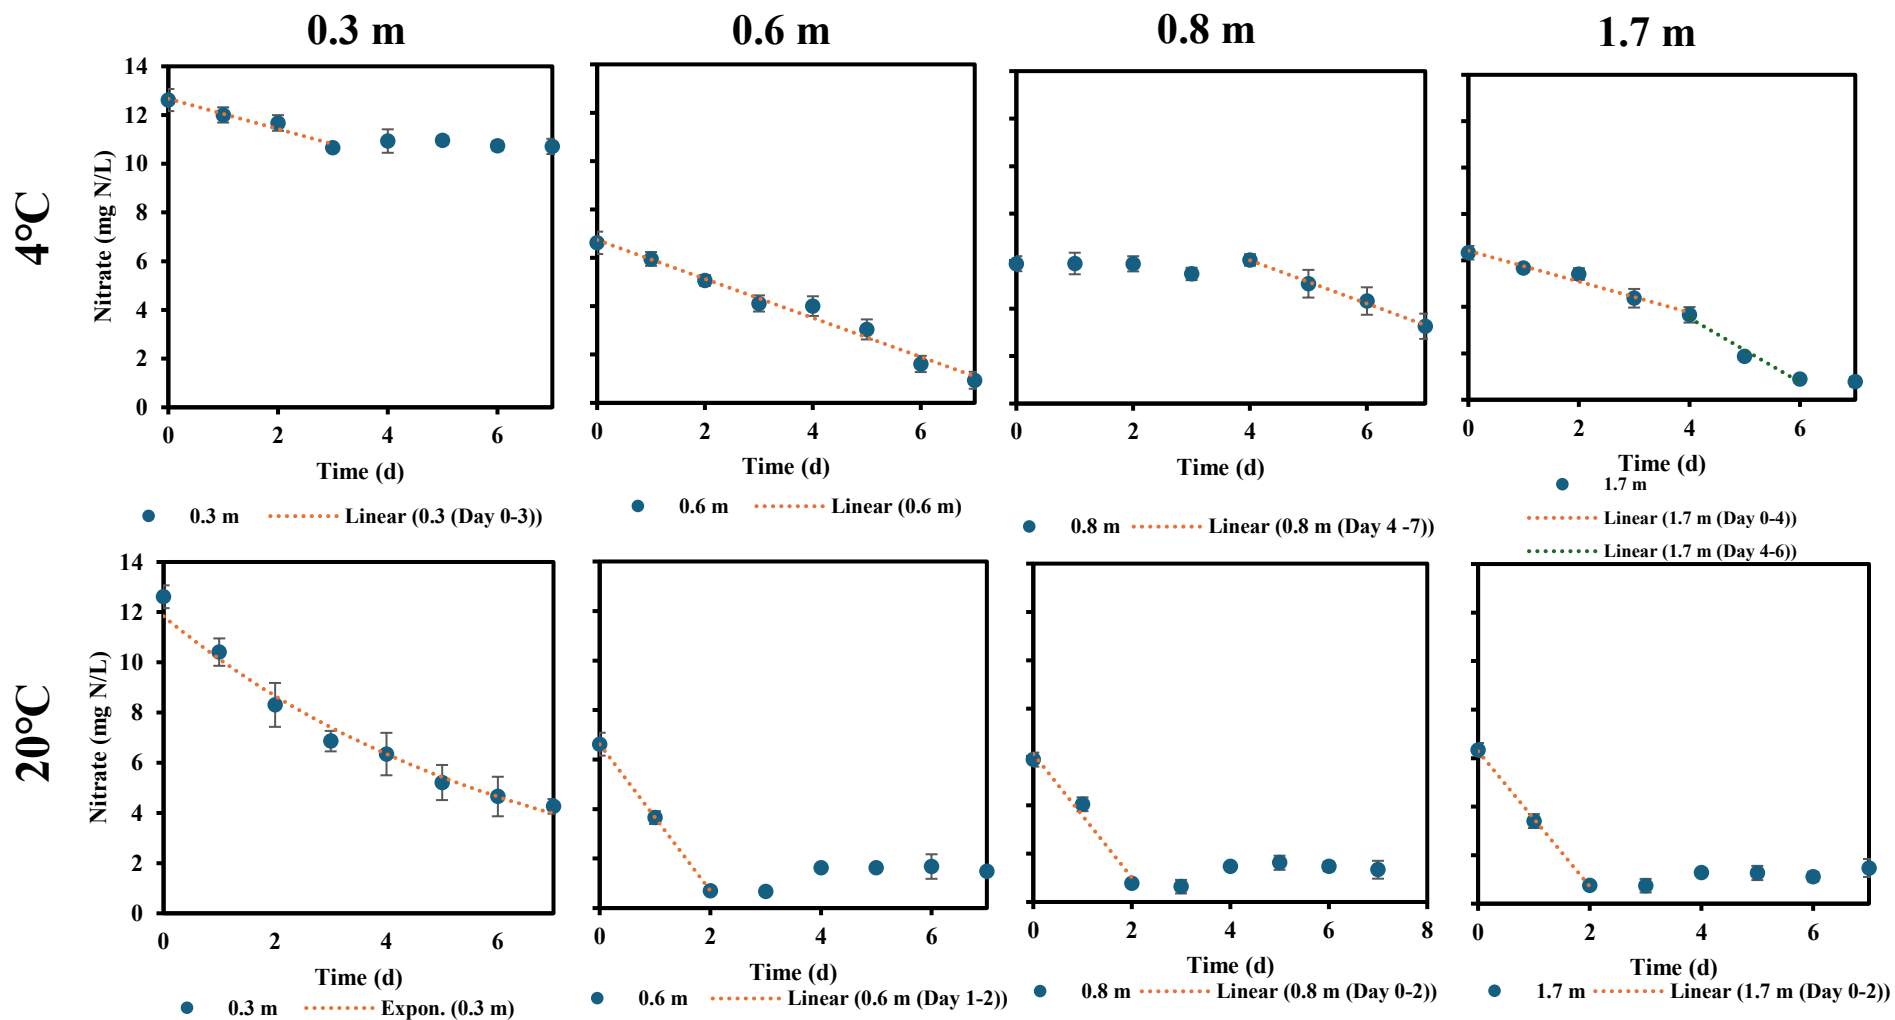 0.3 m 0.6 m 0.8 m 1.7 m
4°C
Nitrate (mg N/L)
14
12
10
8
6
4
2
0
0 2 4 6
Time (d)
0.3 m Linear (0.3 (Day 0-3))
0 2 4 6
Time (d)
0.6 m Linear (0.6 m)
0 2 4 6
Time (d)
0.8 m Linear (0.8 m (Day 4 -7))
0 2 4 6
Time (d)
1.7 m
Linear (1.7 m (Day 0-4))
Linear (1.7 m (Day 4-6))
20°C
Nitrate (mg N/L)
14
12
10
8
6
4
2
0
0 2 4 6
Time (d)
0.3 m Expon. (0.3 m)
0 2 4 6
Time (d)
0.6 m Linear (0.6 m (Day 1-2))
0 2 4 6 8
Time (d)
0.8 m Linear (0.8 m (Day 0-2))
0 2 4 6
Time (d)
1.7 m Linear (1.7 m (Day 0-2))